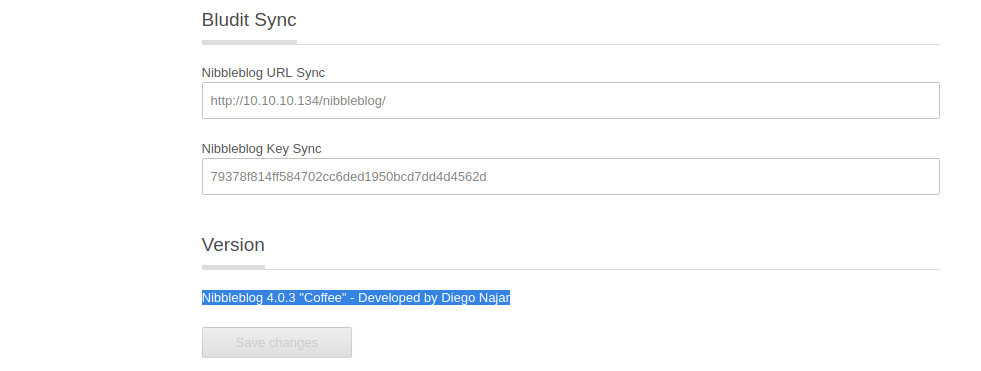 Bludit Sync
Nibbleblog URL Sync
http://10.10.10.134/nibbleblog/
Nibbleblog Key Sync
79378f814ff584702cc6ded1950bcd7dd4d4562d
Version
Nibbleblog 4.0.3 "Coffee" - Developed by Diego Najar
Save changes